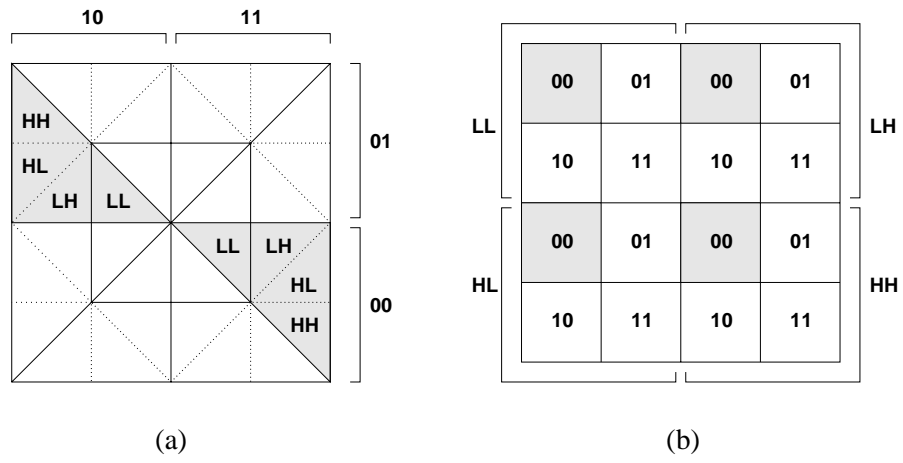 10 11
HH
HL
LH LL
01
LL LH
HL
HH
00
(a)
00 01 00 01
LL LH
10 11 10 11
00 01 00 01
HL HH
10 11 10 11
(b)